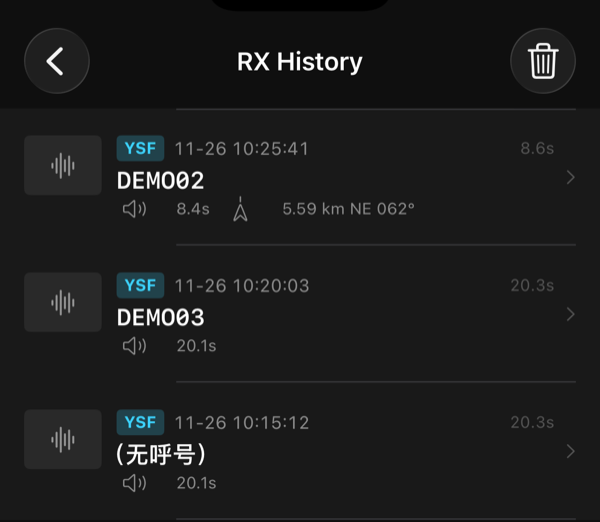 RX History
YSF 11-26 10:25:41 8.6s
DEMO02
8.4s 5.59 km NE 062°
YSF 11-26 10:20:03 20.3s
DEMO03
20.1s
YSF 11-26 10:15:12 20.3s
(无呼号)
20.1s